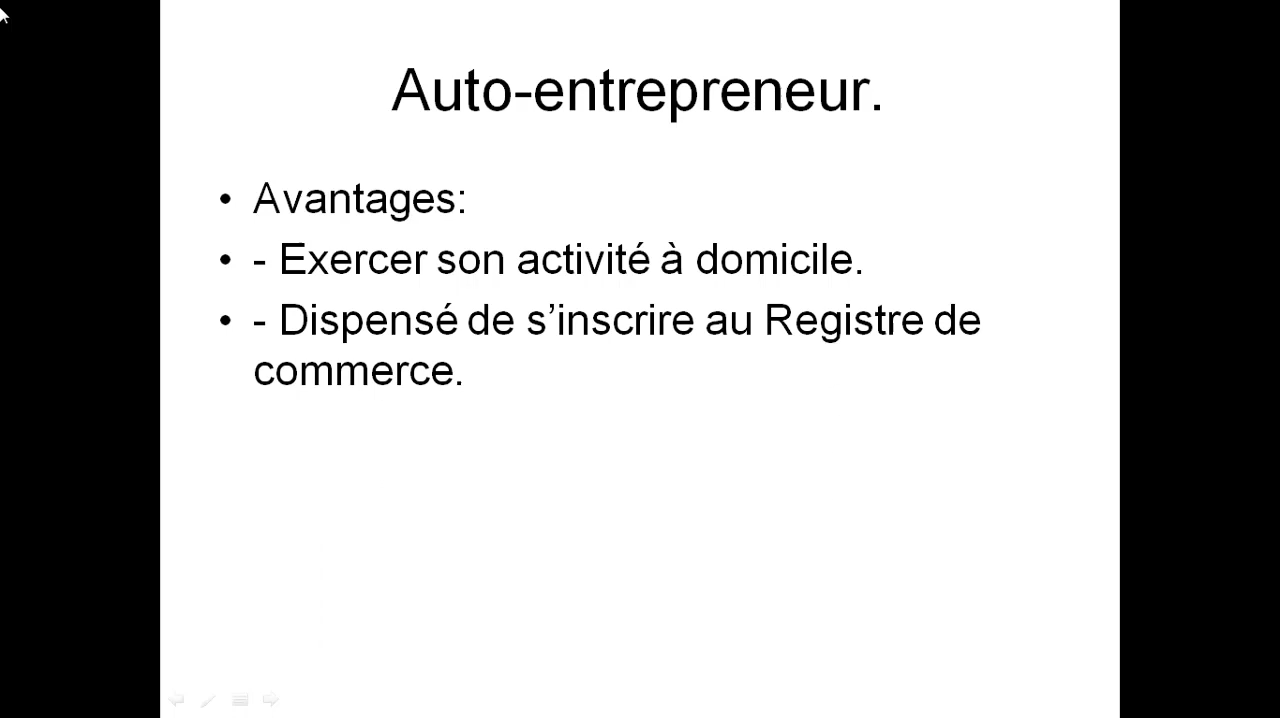 Auto-entrepreneur.
• Avantages:
• - Exercer son activité à domicile.
• - Dispensé de s’inscrire au Registre de
commerce.